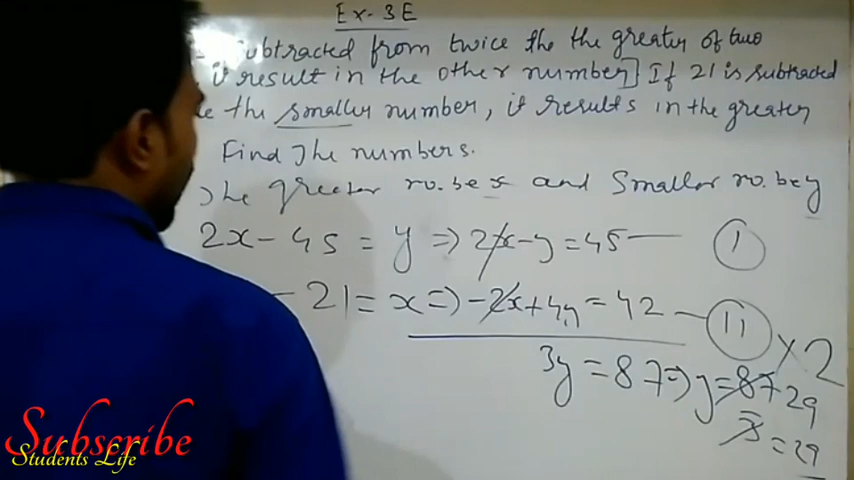 Ex-3E
subtracted from twice the the greater of two
it result in the other number] If 21 is subtracted
the smaller number, it results in the greater
Find The numbers.
The greater no. be x and Smaller no. be y
2x - 45 = y => 2x - y = 45 — (I)
- 21 = x => -2x + 4y = 42 — (II) × 2
3y = 87 => y = 87 29
3 = 29
Subscribe
Students Life